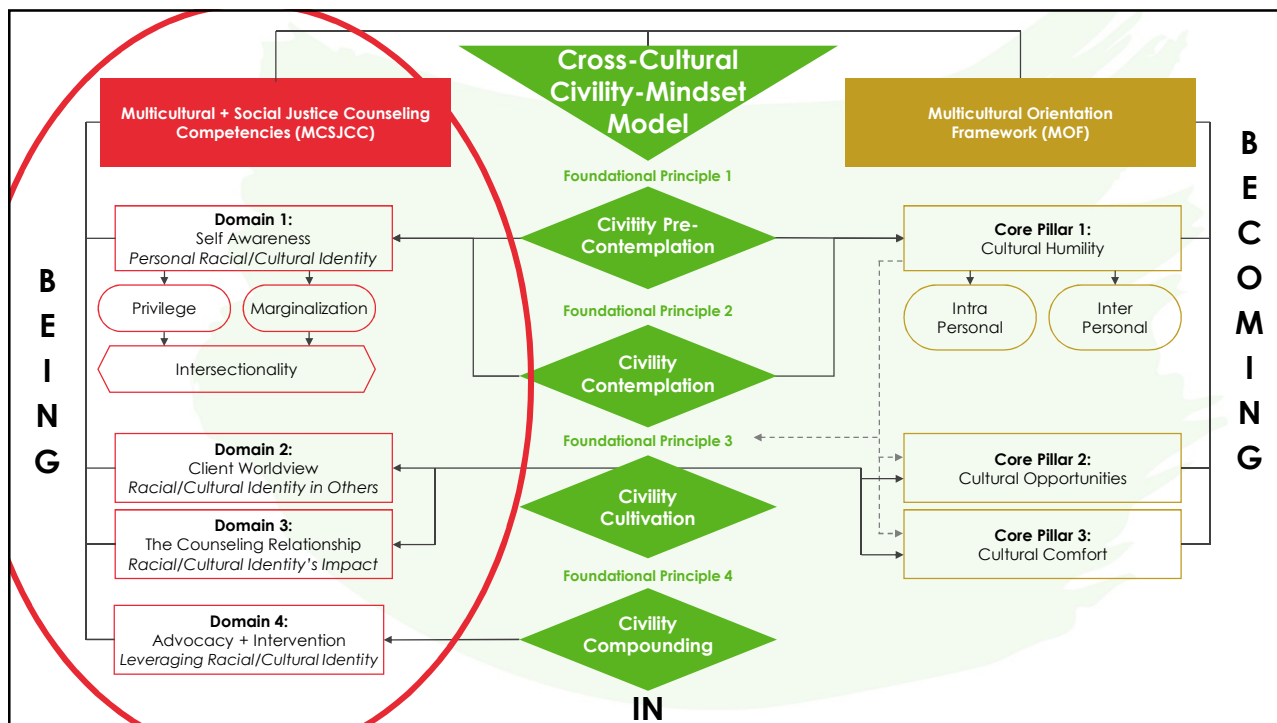 Cross-Cultural
Civility-Mindset
Model
Multicultural + Social Justice Counseling
Competencies (MCSJCC)
Multicultural Orientation
Framework (MOF)
BEING
BECOMING
Foundational Principle 1
Civitity Pre-
Contemplation
Domain 1:
Self Awareness
Personal Racial/Cultural Identity
Privilege
Marginalization
Intersectionality
Core Pillar 1:
Cultural Humility
Intra
Personal
Inter
Personal
Foundational Principle 2
Civility
Contemplation
Foundational Principle 3
Civility
Cultivation
Domain 2:
Client Worldview
Racial/Cultural Identity in Others
Domain 3:
The Counseling Relationship
Racial/Cultural Identity’s Impact
Core Pillar 2:
Cultural Opportunities
Core Pillar 3:
Cultural Comfort
Foundational Principle 4
Civility
Compounding
Domain 4:
Advocacy + Intervention
Leveraging Racial/Cultural Identity
IN